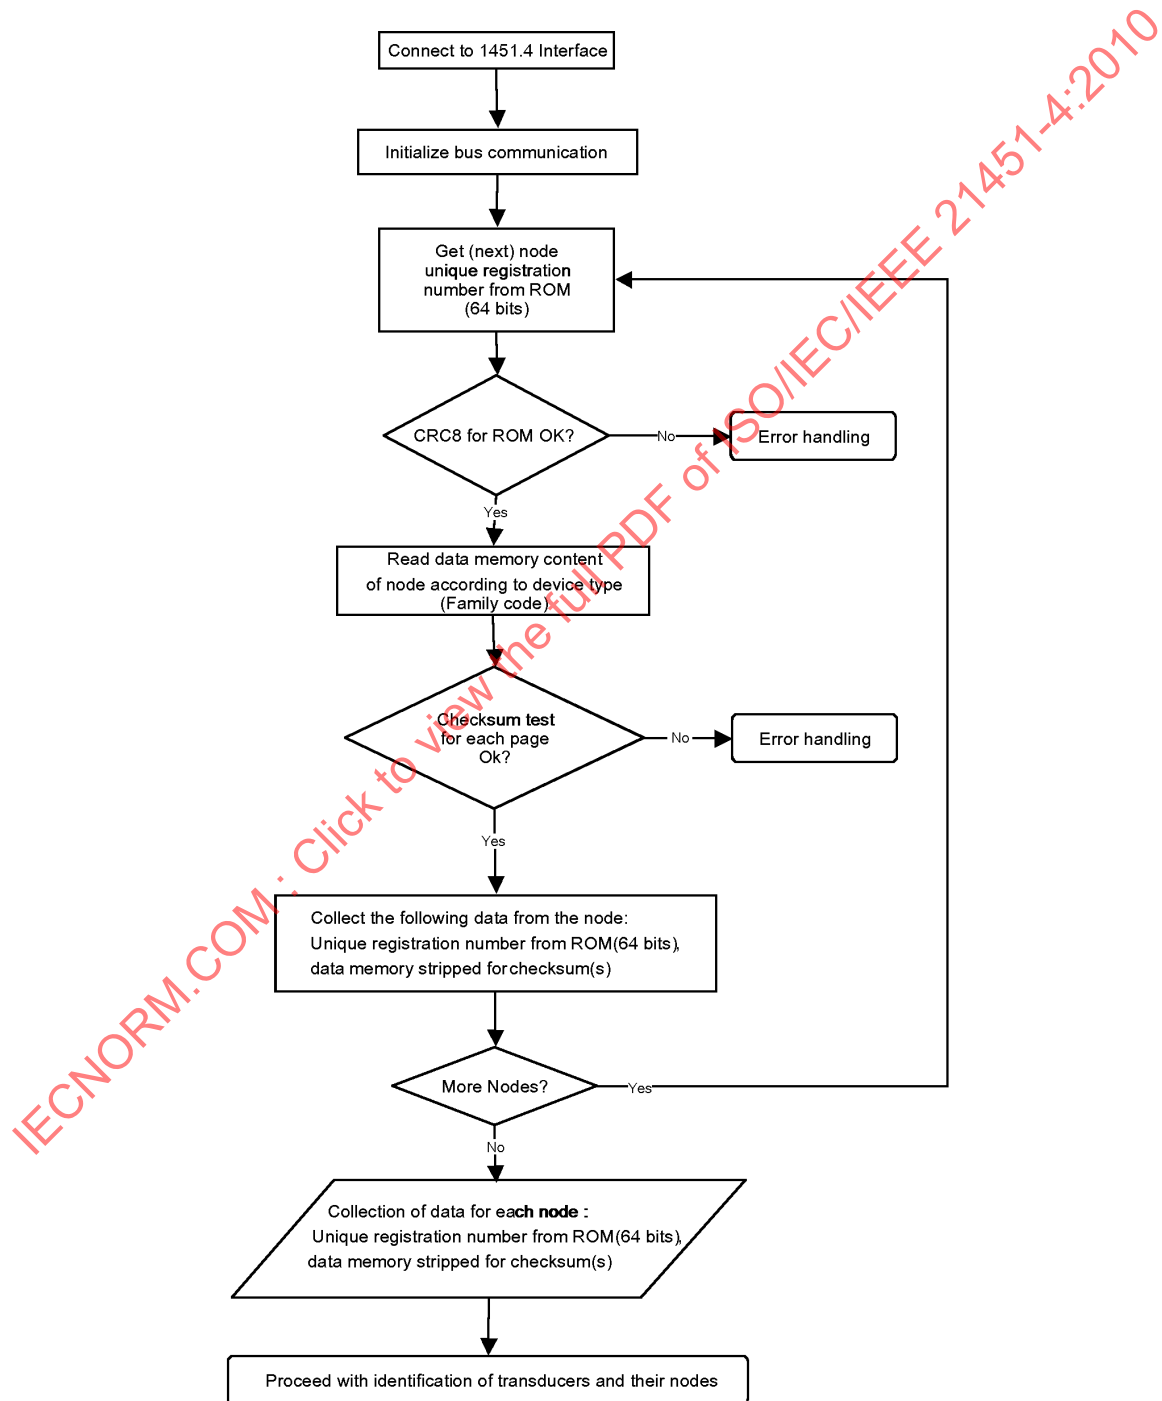 Connect to 1451.4 Interface
Initialize bus communication
Get (next) node
unique registration
number from ROM
(64 bits)
CRC8 for ROM OK?
No
Error handling
Yes
Read data memory content
of node according to device type
(Family code)
Checksum test
for each page
Ok?
No
Error handling
Yes
Collect the following data from the node:
Unique registration number from ROM(64 bits),
data memory stripped for checksum(s)
More Nodes?
Yes
No
Collection of data for each node :
Unique registration number from ROM(64 bits),
data memory stripped for checksum(s)
Proceed with identification of transducers and their nodes
IECNORM.COM : Click to view the full PDF of ISO/IEC/IEEE 21451-4:2010